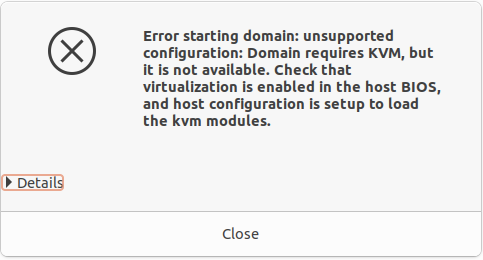 Error starting domain: unsupported
configuration: Domain requires KVM, but
it is not available. Check that
virtualization is enabled in the host BIOS,
and host configuration is setup to load
the kvm modules.
Details
Close